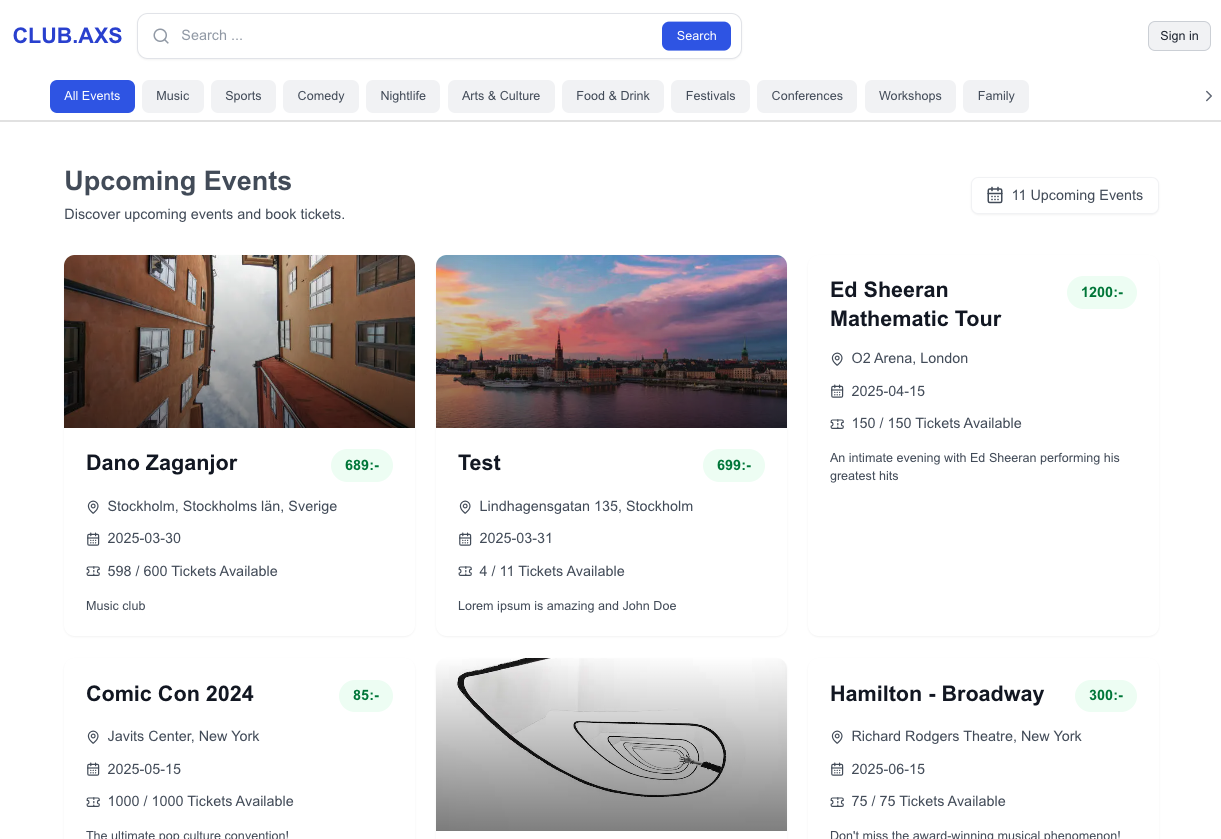 CLUB.AXS
Search ...
Search
Sign in
All Events
Music
Sports
Comedy
Nightlife
Arts & Culture
Food & Drink
Festivals
Conferences
Workshops
Family
Upcoming Events
Discover upcoming events and book tickets.
11 Upcoming Events
Dano Zaganjor
689:-
Stockholm, Stockholms län, Sverige
2025-03-30
598 / 600 Tickets Available
Music club
Test
699:-
Lindhagensgatan 135, Stockholm
2025-03-31
4 / 11 Tickets Available
Lorem ipsum is amazing and John Doe
Ed Sheeran
Mathematic Tour
1200:-
O2 Arena, London
2025-04-15
150 / 150 Tickets Available
An intimate evening with Ed Sheeran performing his
greatest hits
Comic Con 2024
85:-
Javits Center, New York
2025-05-15
1000 / 1000 Tickets Available
The ultimate pop culture convention!
Hamilton - Broadway
300:-
Richard Rodgers Theatre, New York
2025-06-15
75 / 75 Tickets Available
Don't miss the award-winning musical phenomenon!